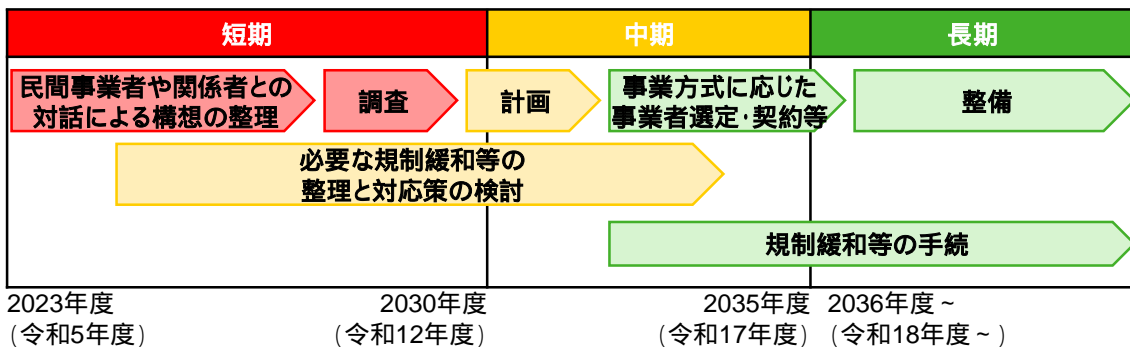 短期
中期
長期
民間事業者や関係者との
対話による構想の整理
調査
計画
事業方式に応じた
事業者選定・契約等
整備
必要な規制緩和等の
整理と対応策の検討
規制緩和等の手続
2023年度
(令和5年度)
2030年度
(令和12年度)
2035年度
(令和17年度)
2036年度~
(令和18年度~)